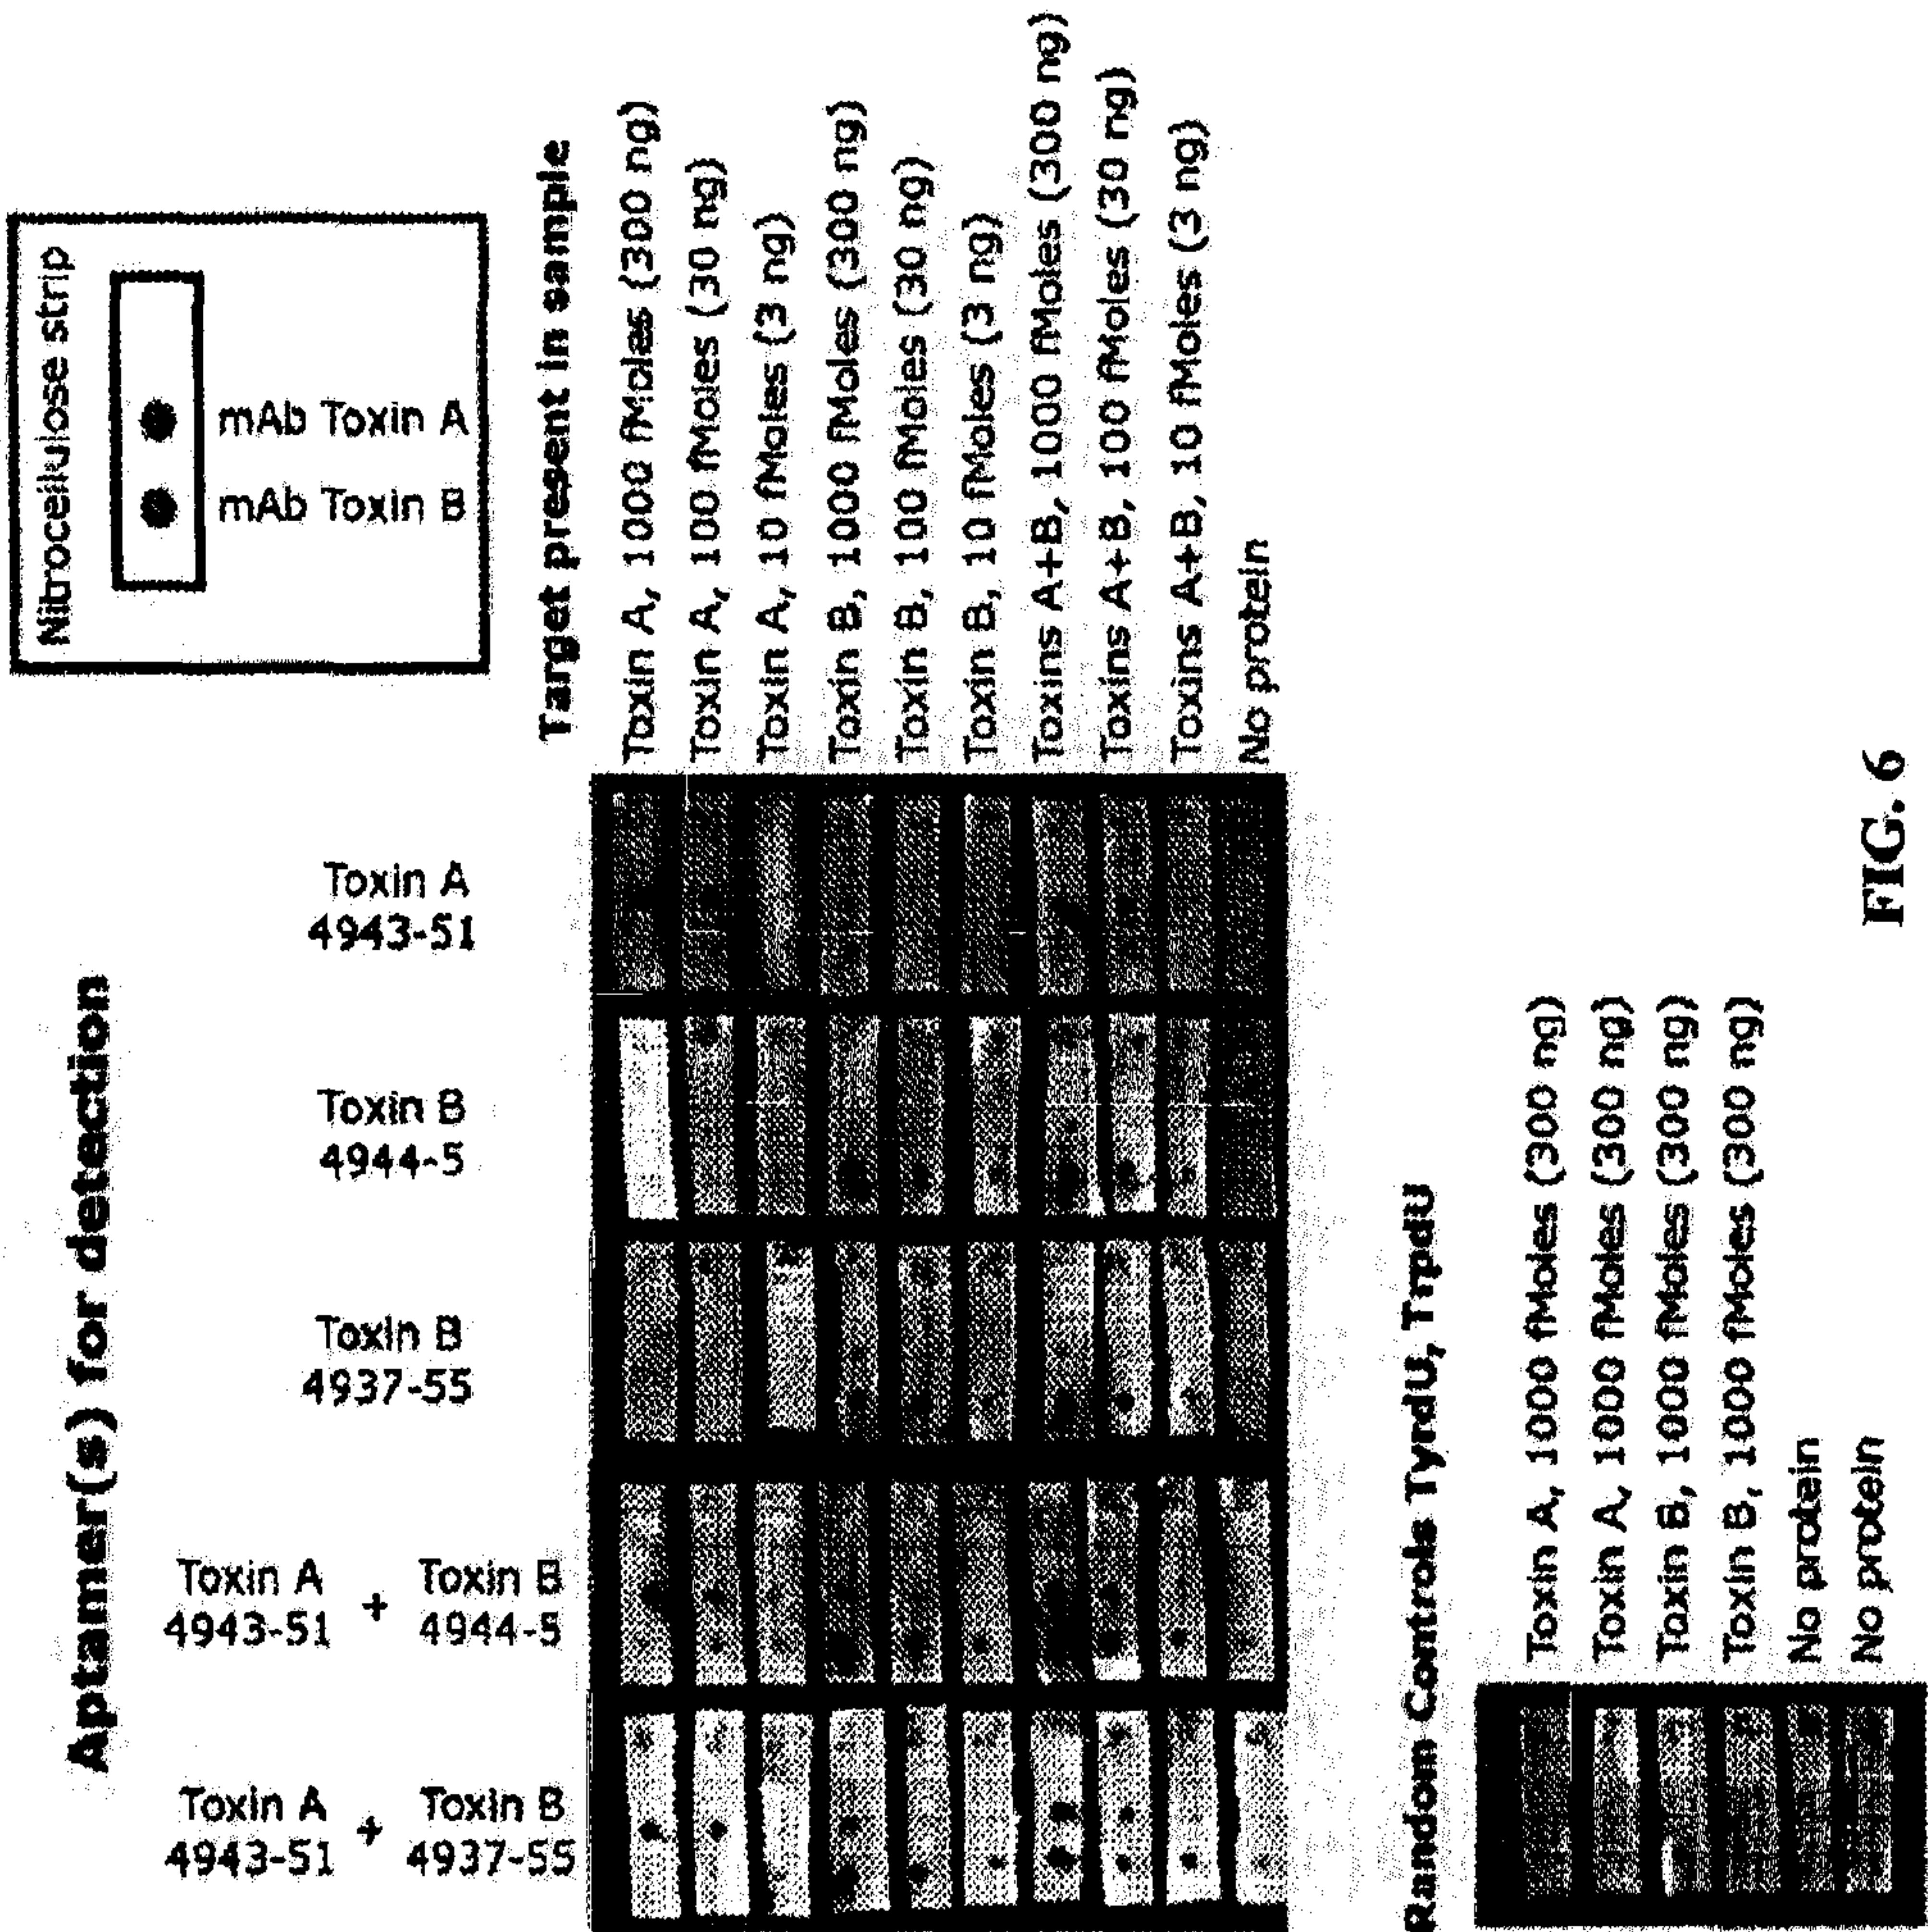 Aptamer(s) for detection
Toxin A
4943-51
+
Toxin B
4937-55
Toxin A
4943-51
+
Toxin B
4944-5
Toxin B
4937-55
Toxin B
4944-5
Toxin A
4943-51
Nitrocellulose strip
mAb Toxin B
mAb Toxin A
Target present in sample
Toxin A, 1000 fMoles (300 ng)
Toxin A, 100 fMoles (30 ng)
Toxin A, 10 fMoles (3 ng)
Toxin B, 1000 fMoles (300 ng)
Toxin B, 100 fMoles (30 ng)
Toxin B, 10 fMoles (3 ng)
Toxins A+B, 1000 fMoles (300 ng)
Toxins A+B, 100 fMoles (30 ng)
Toxins A+B, 10 fMoles (3 ng)
No protein
Random Controls TyrdU, TrpdU
Toxin A, 1000 fMoles (300 ng)
Toxin A, 1000 fMoles (300 ng)
Toxin B, 1000 fMoles (300 ng)
Toxin B, 1000 fMoles (300 ng)
No protein
No protein
FIG. 6